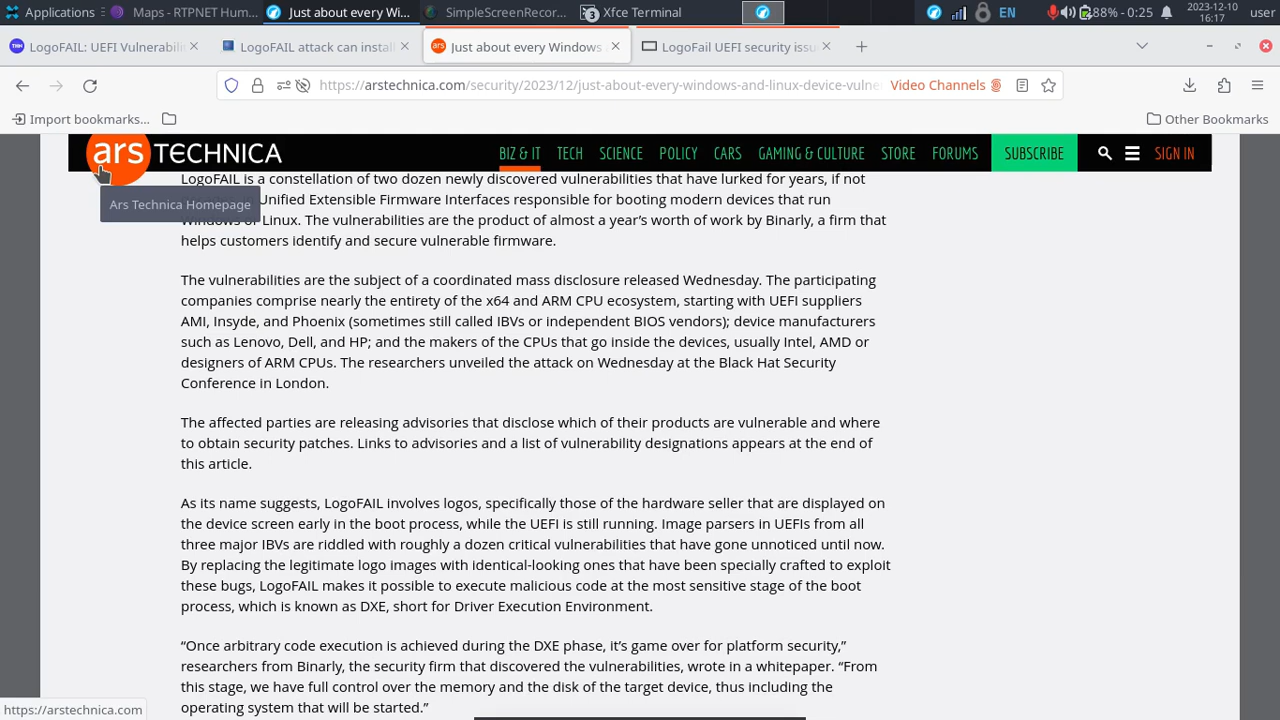 Applications
Maps - RTPNET Hum...
Just about every Wi...
SimpleScreenRecor...
3 Xfce Terminal
EN
88% - 0:25
2023-12-10
16:17
user
LogoFAIL: UEFI Vulnerabili
LogoFAIL attack can instal
Just about every Windows
LogoFail UEFI security issu
https://arstechnica.com/security/2023/12/just-about-every-windows-and-linux-device-vulne
Video Channels
Import bookmarks...
Other Bookmarks
ars TECHNICA
BIZ & IT
TECH
SCIENCE
POLICY
CARS
GAMING & CULTURE
STORE
FORUMS
SUBSCRIBE
SIGN IN
Ars Technica Homepage
LogoFAIL is a constellation of two dozen newly discovered vulnerabilities that have lurked for years, if not
Unified Extensible Firmware Interfaces responsible for booting modern devices that run
Linux. The vulnerabilities are the product of almost a year’s worth of work by Binarly, a firm that
helps customers identify and secure vulnerable firmware.
The vulnerabilities are the subject of a coordinated mass disclosure released Wednesday. The participating
companies comprise nearly the entirety of the x64 and ARM CPU ecosystem, starting with UEFI suppliers
AMI, Insyde, and Phoenix (sometimes still called IBVs or independent BIOS vendors); device manufacturers
such as Lenovo, Dell, and HP; and the makers of the CPUs that go inside the devices, usually Intel, AMD or
designers of ARM CPUs. The researchers unveiled the attack on Wednesday at the Black Hat Security
Conference in London.
The affected parties are releasing advisories that disclose which of their products are vulnerable and where
to obtain security patches. Links to advisories and a list of vulnerability designations appears at the end of
this article.
As its name suggests, LogoFAIL involves logos, specifically those of the hardware seller that are displayed on
the device screen early in the boot process, while the UEFI is still running. Image parsers in UEFIs from all
three major IBVs are riddled with roughly a dozen critical vulnerabilities that have gone unnoticed until now.
By replacing the legitimate logo images with identical-looking ones that have been specially crafted to exploit
these bugs, LogoFAIL makes it possible to execute malicious code at the most sensitive stage of the boot
process, which is known as DXE, short for Driver Execution Environment.
“Once arbitrary code execution is achieved during the DXE phase, it’s game over for platform security,”
researchers from Binarly, the security firm that discovered the vulnerabilities, wrote in a whitepaper. “From
this stage, we have full control over the memory and the disk of the target device, thus including the
operating system that will be started.”
https://arstechnica.com